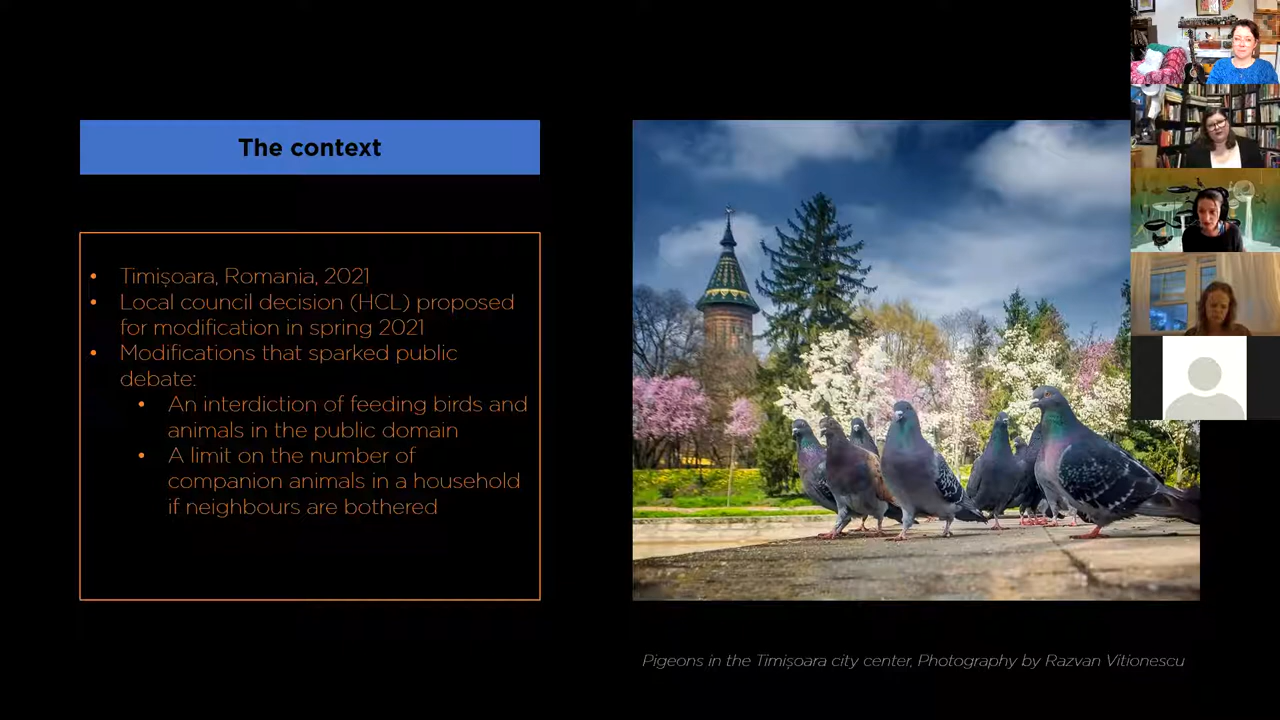 The context
• Timișoara, Romania, 2021
• Local council decision (HCL) proposed
for modification in spring 2021
• Modifications that sparked public
debate:
• An interdiction of feeding birds and
animals in the public domain
• A limit on the number of
companion animals in a household
if neighbours are bothered
Pigeons in the Timișoara city center, Photography by Razvan Vitionescu